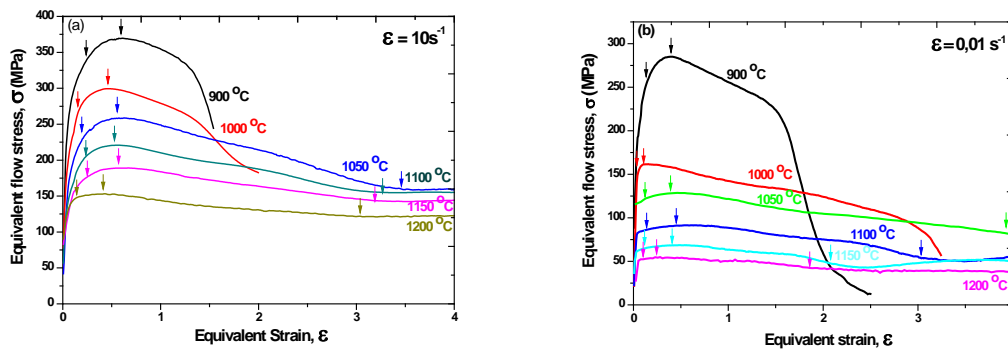 (a)
ε = 10s⁻¹
400
350
300
250
200
150
100
50
0
0
1
2
3
4
Equivalent flow stress, σ (MPa)
Equivalent Strain, ε
900 °C
1000 °C
1050 °C
1100 °C
1150 °C
1200 °C
(b)
ε = 0,01 s⁻¹
300
250
200
150
100
50
0
0
1
2
3
Equivalent flow stress, σ (MPa)
Equivalent strain, ε
900 °C
1000 °C
1050 °C
1100 °C
1150 °C
1200 °C